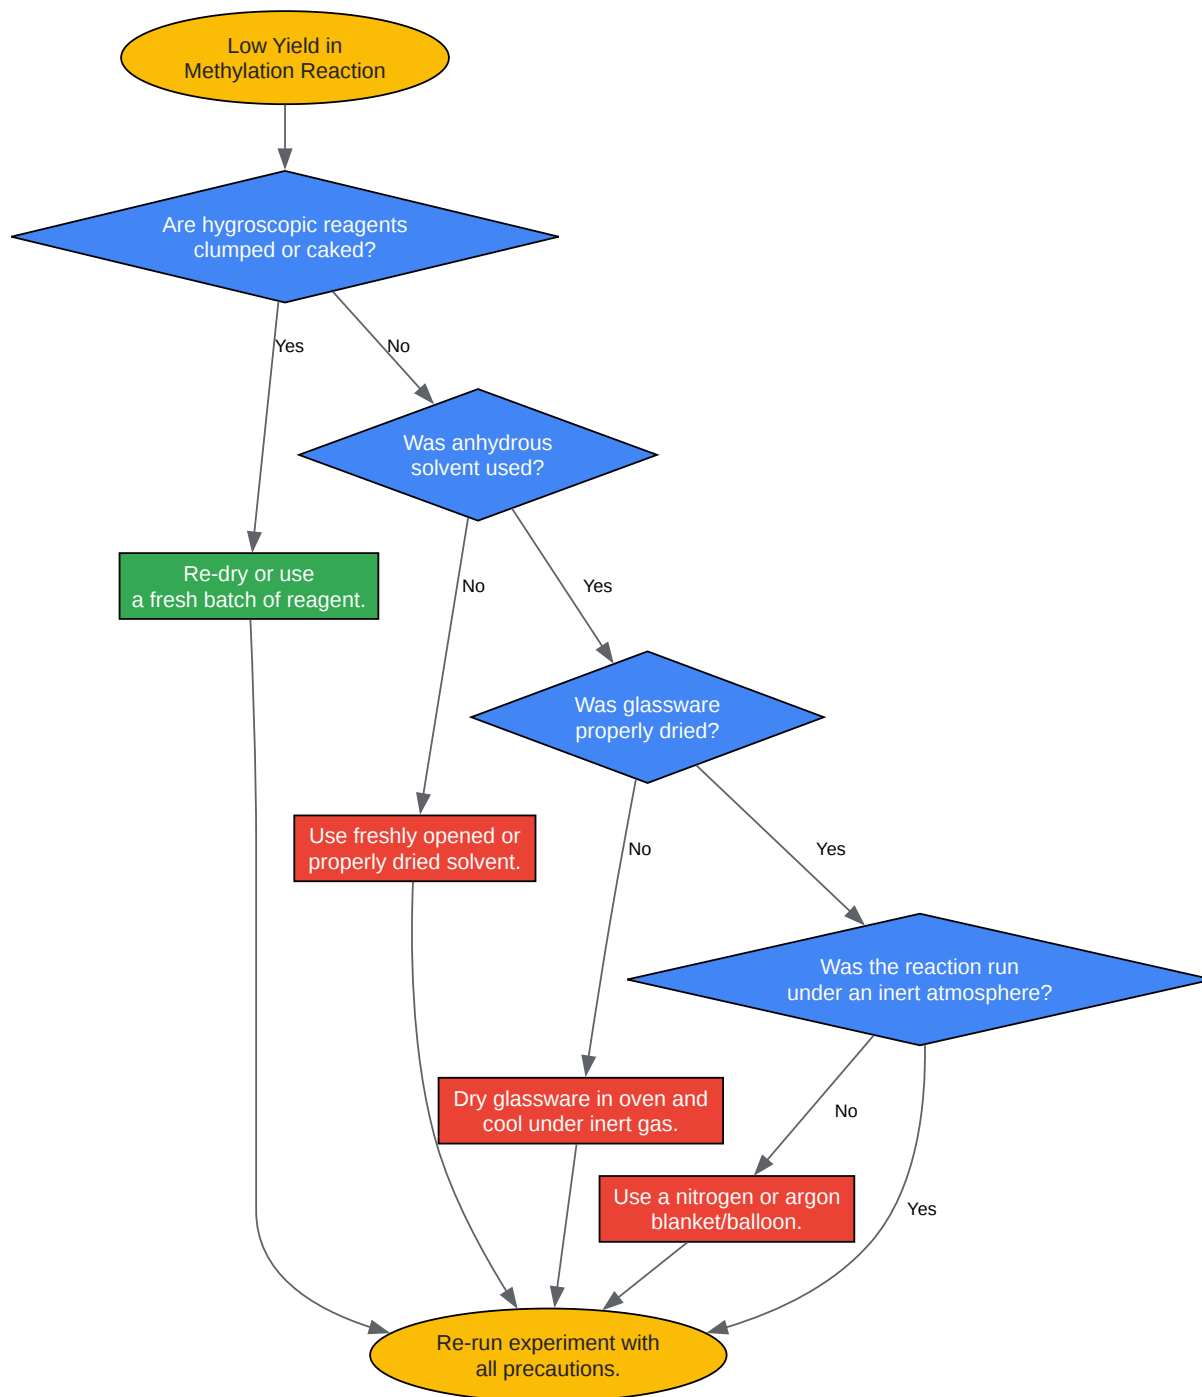 Low Yield in
Methylation Reaction
Are hygroscopic reagents
clumped or caked?
Yes
No
Was anhydrous
solvent used?
Re-dry or use
a fresh batch of reagent.
No
Yes
Was glassware
properly dried?
Use freshly opened or
properly dried solvent.
No
Yes
Was the reaction run
under an inert atmosphere?
Dry glassware in oven and
cool under inert gas.
No
Use a nitrogen or argon
blanket/balloon.
Yes
Re-run experiment with
all precautions.